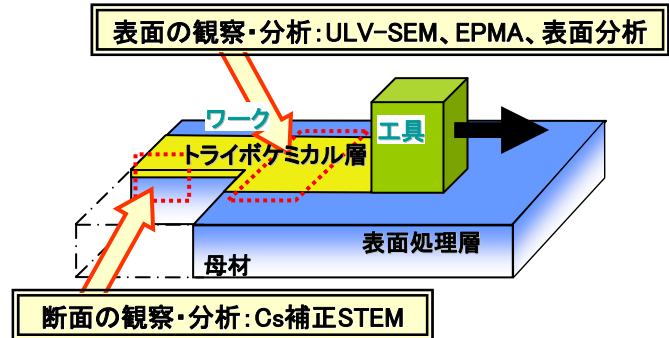 表面の観察・分析：ULV-SEM、EPMA、表面分析
ワーク
工具
トライボケミカル層
表面処理層
母材
断面の観察・分析：Cs補正STEM